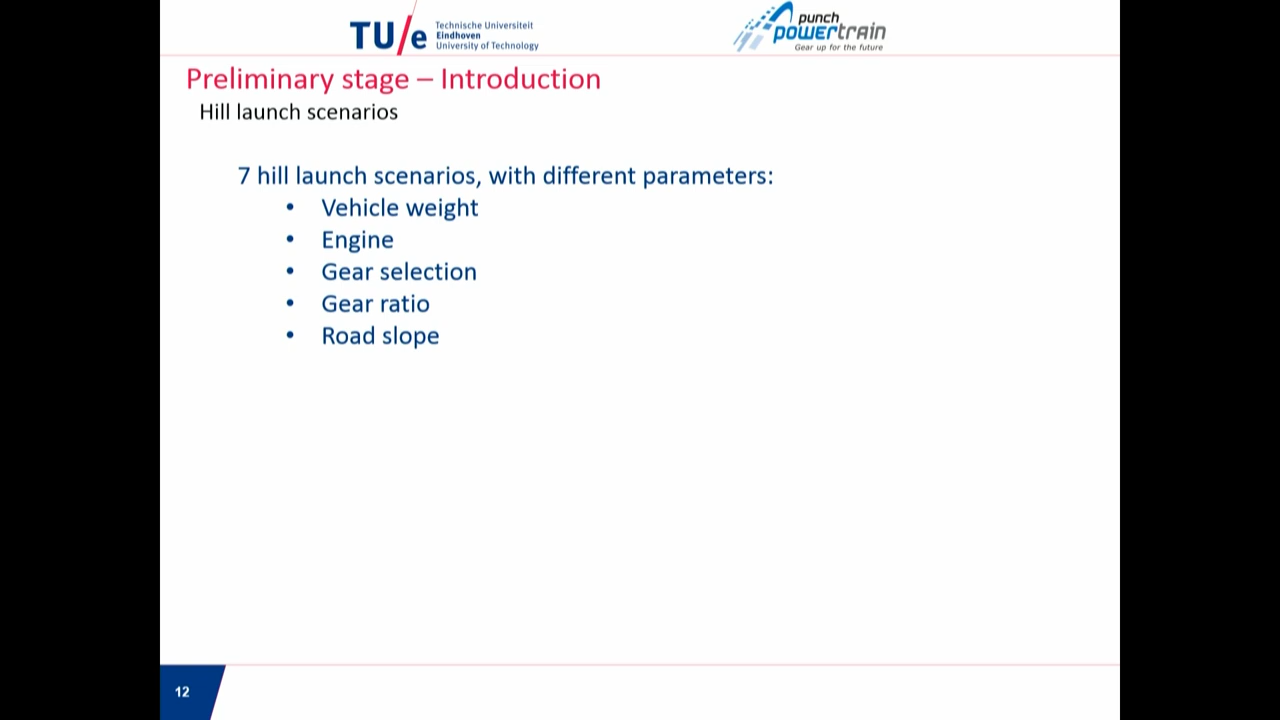 TU/e Technische Universiteit
Eindhoven
University of Technology
punch
powertrain
Gear up for the future
Preliminary stage – Introduction
Hill launch scenarios
7 hill launch scenarios, with different parameters:
• Vehicle weight
• Engine
• Gear selection
• Gear ratio
• Road slope
12